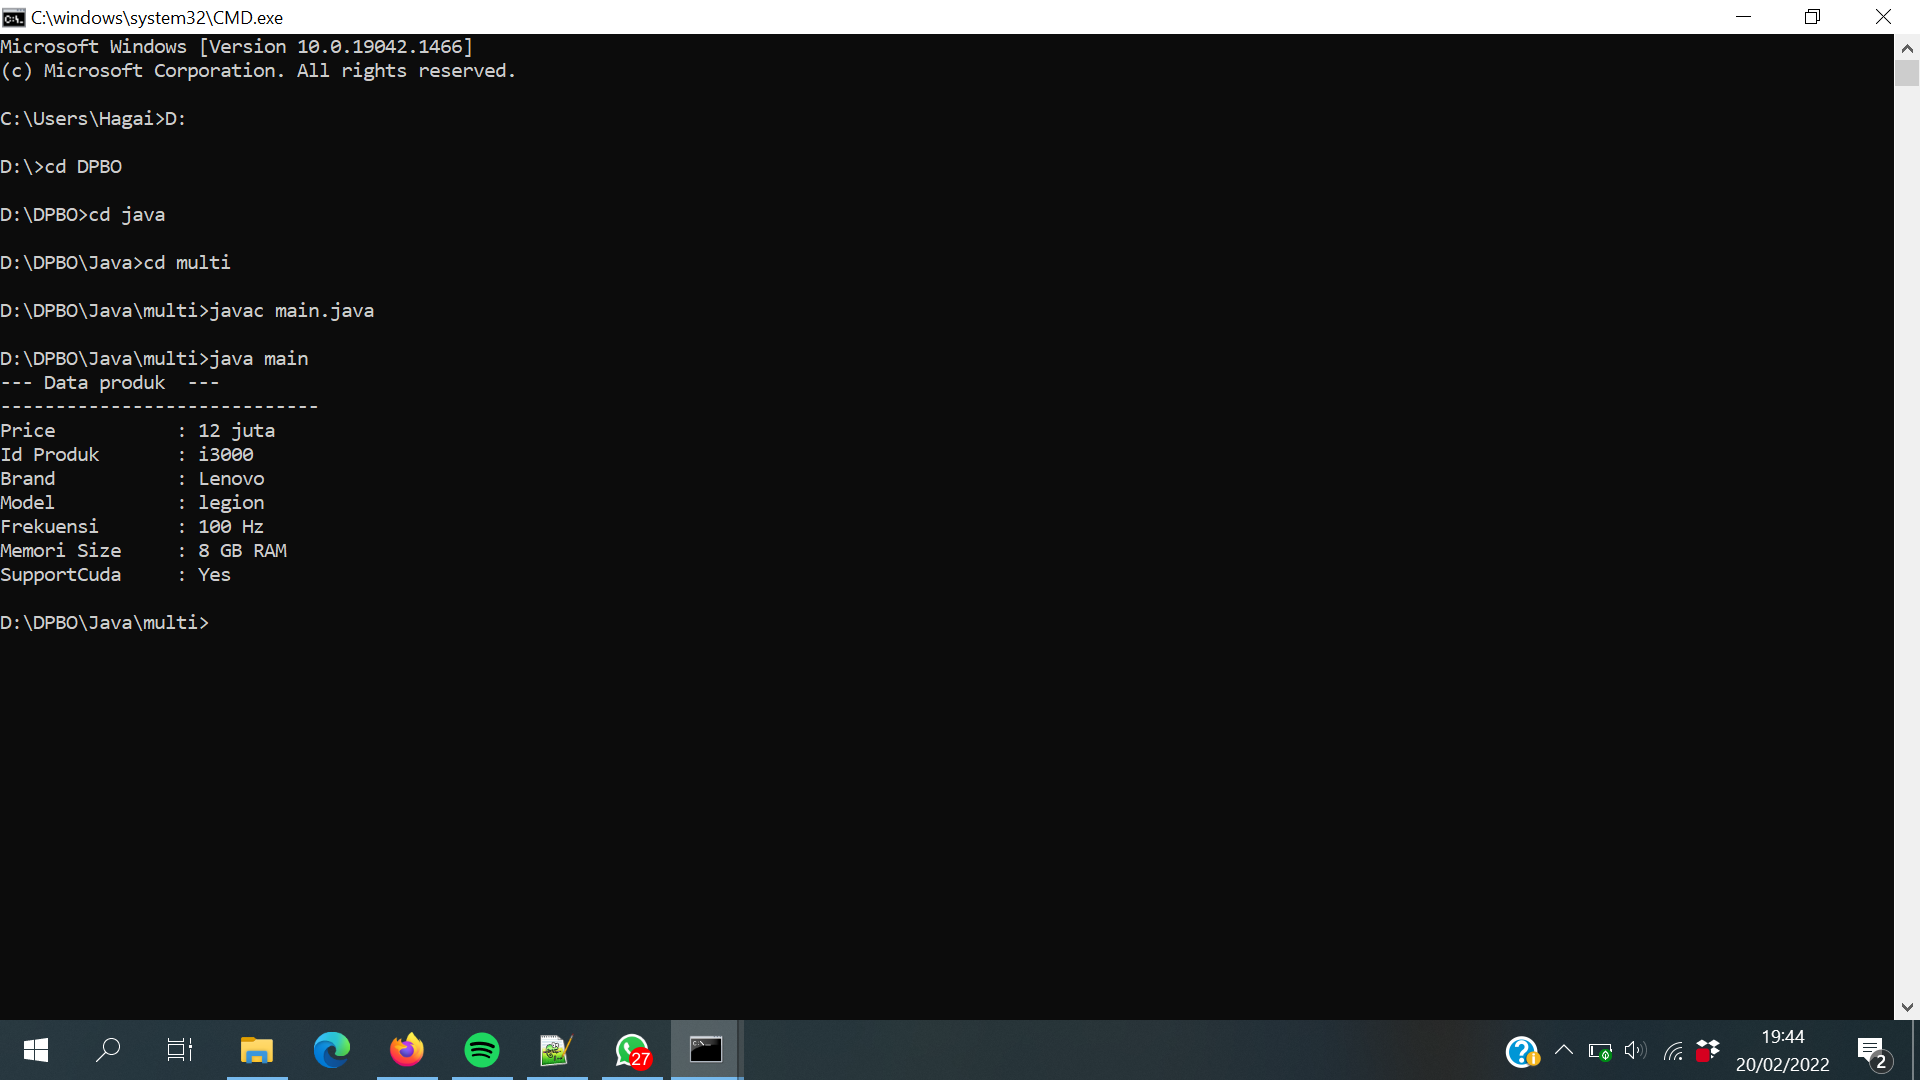 C:\windows\system32\CMD.exe
Microsoft Windows [Version 10.0.19042.1466]
(c) Microsoft Corporation. All rights reserved.
C:\Users\Hagai>D:
D:\>cd DPBO
D:\DPBO>cd java
D:\DPBO\Java>cd multi
D:\DPBO\Java\multi>javac main.java
D:\DPBO\Java\multi>java main
--- Data produk  ---
-----------------------------
Price           : 12 juta
Id Produk       : i3000
Brand           : Lenovo
Model           : legion
Frekuensi       : 100 Hz
Memori Size     : 8 GB RAM
SupportCuda     : Yes
D:\DPBO\Java\multi>
27
19:44
20/02/2022
2